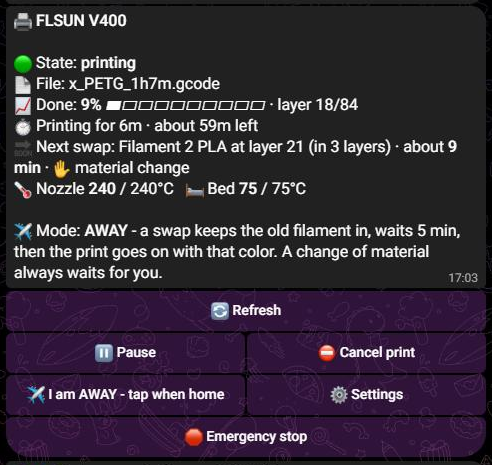 FLSUN V400
State: printing
File: x_PETG_1h7m.gcode
Done: 9% · layer 18/84
Printing for 6m · about 59m left
Next swap: Filament 2 PLA at layer 21 (in 3 layers) · about 9
min · material change
Nozzle 240 / 240°C Bed 75 / 75°C
Mode: AWAY - a swap keeps the old filament in, waits 5 min,
then the print goes on with that color. A change of material
always waits for you.
17:03
Refresh
Pause
Cancel print
I am AWAY - tap when home
Settings
Emergency stop